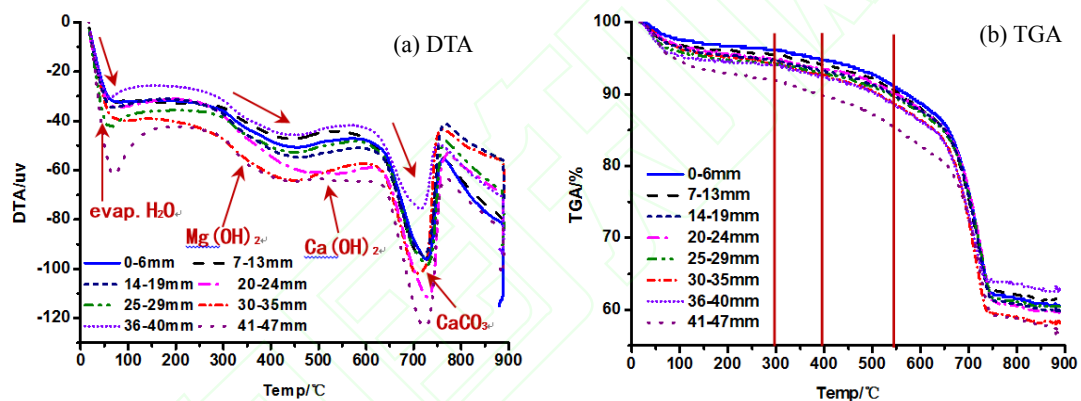 (a) DTA
DTA/uv
0
-20
-40
-60
-80
-100
-120
evap. H₂O
Mg(OH)₂
Ca(OH)₂
CaCO₃
0-6mm 7-13mm
14-19mm 20-24mm
25-29mm 30-35mm
36-40mm 41-47mm
0 100 200 300 400 500 600 700 800 900
Temp/℃
(b) TGA
TGA/%
100
90
80
70
60
0-6mm
7-13mm
14-19mm
20-24mm
25-29mm
30-35mm
36-40mm
41-47mm
0 100 200 300 400 500 600 700 800 900
Temp/℃